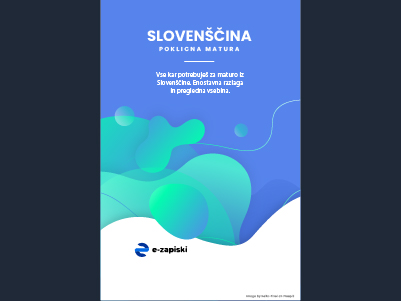 SLOVENŠČINA
POKLICNA MATURA
Vse kar potrebuješ za maturo iz
Slovenščine. Enostavna razlaga
in pregledna vsebina.
e-zapiski